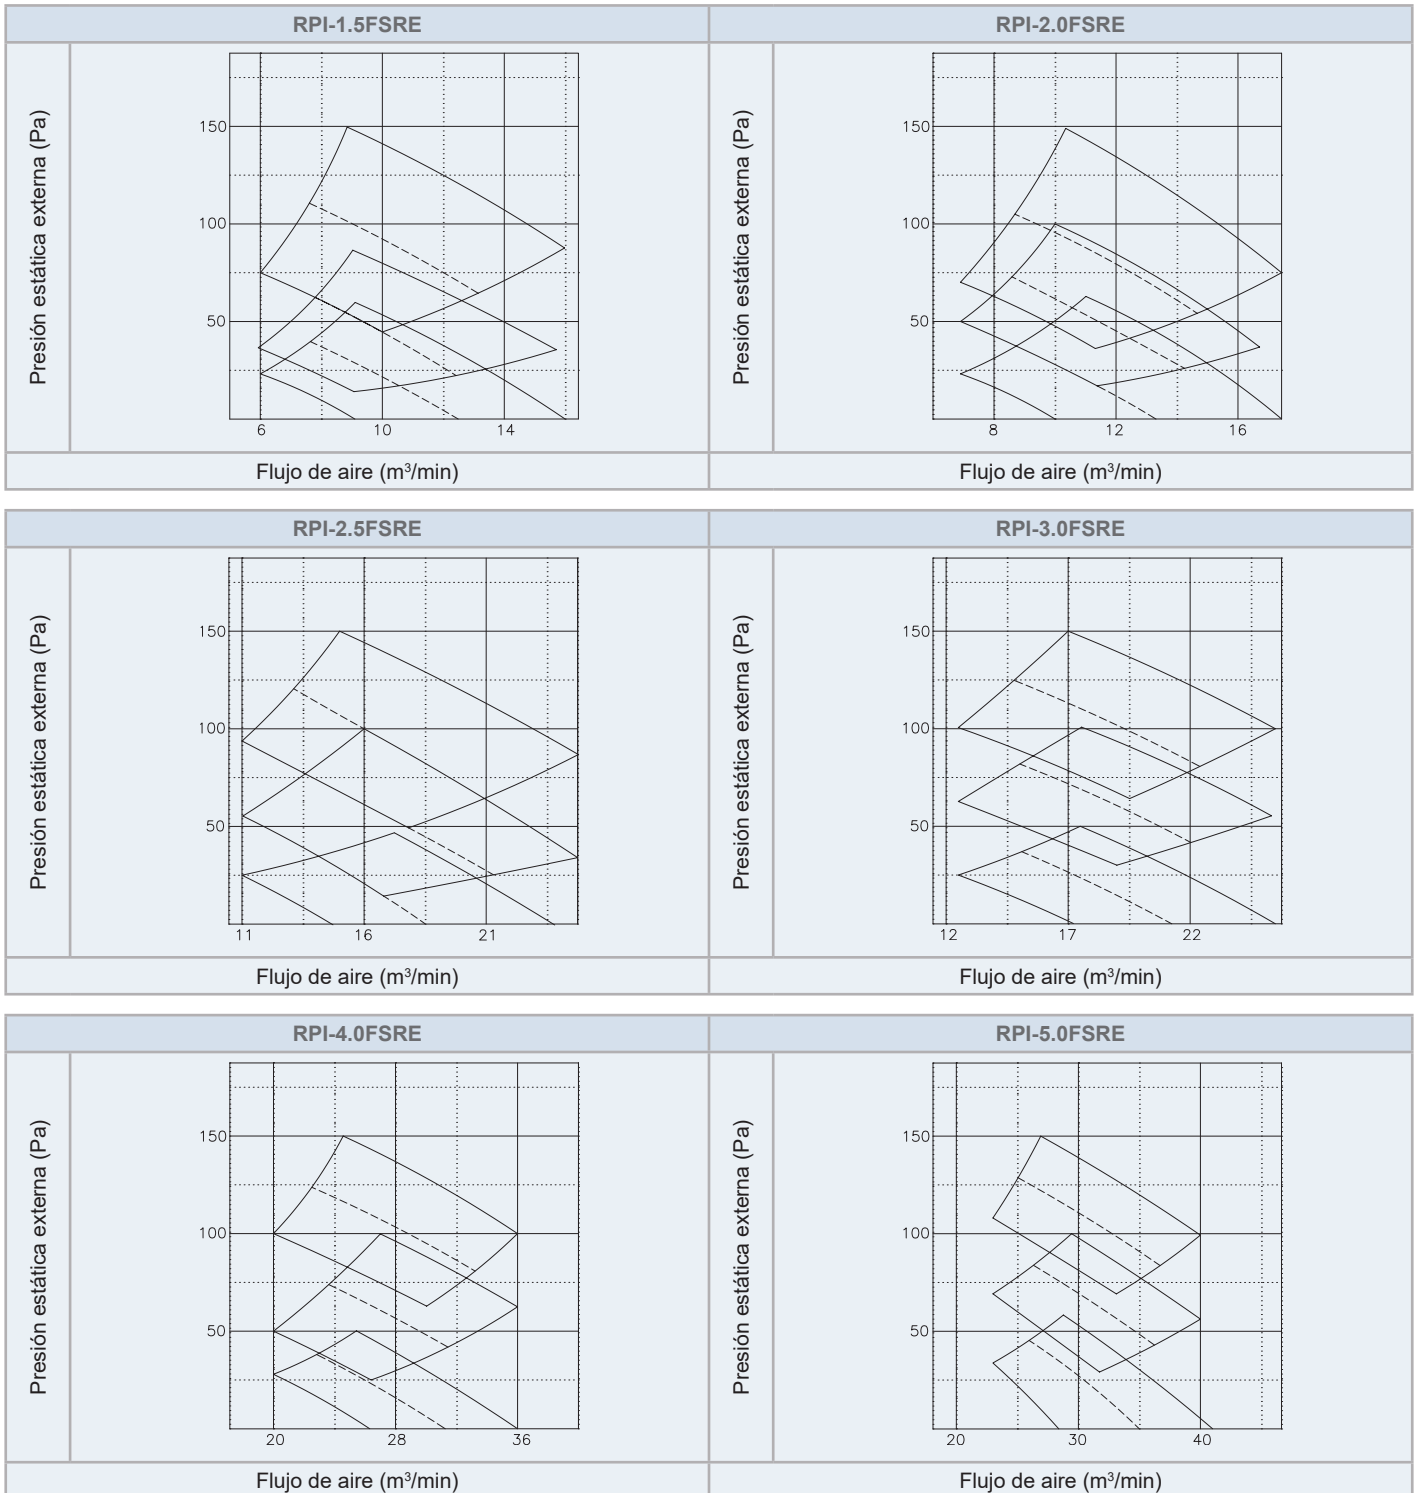 RPI-1.5FSRE
RPI-2.0FSRE
Presión estática externa (Pa)
150
100
50
6 10 14
Presión estática externa (Pa)
150
100
50
8 12 16
Flujo de aire (m³/min)
Flujo de aire (m³/min)
RPI-2.5FSRE
RPI-3.0FSRE
Presión estática externa (Pa)
150
100
50
11 16 21
Presión estática externa (Pa)
150
100
50
12 17 22
Flujo de aire (m³/min)
Flujo de aire (m³/min)
RPI-4.0FSRE
RPI-5.0FSRE
Presión estática externa (Pa)
150
100
50
20 28 36
Presión estática externa (Pa)
150
100
50
20 30 40
Flujo de aire (m³/min)
Flujo de aire (m³/min)